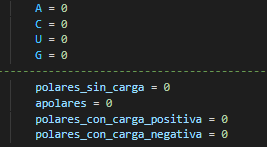 A = 0
C = 0
U = 0
G = 0
polares_sin_carga = 0
apolares = 0
polares_con_carga_positiva = 0
polares_con_carga_negativa = 0